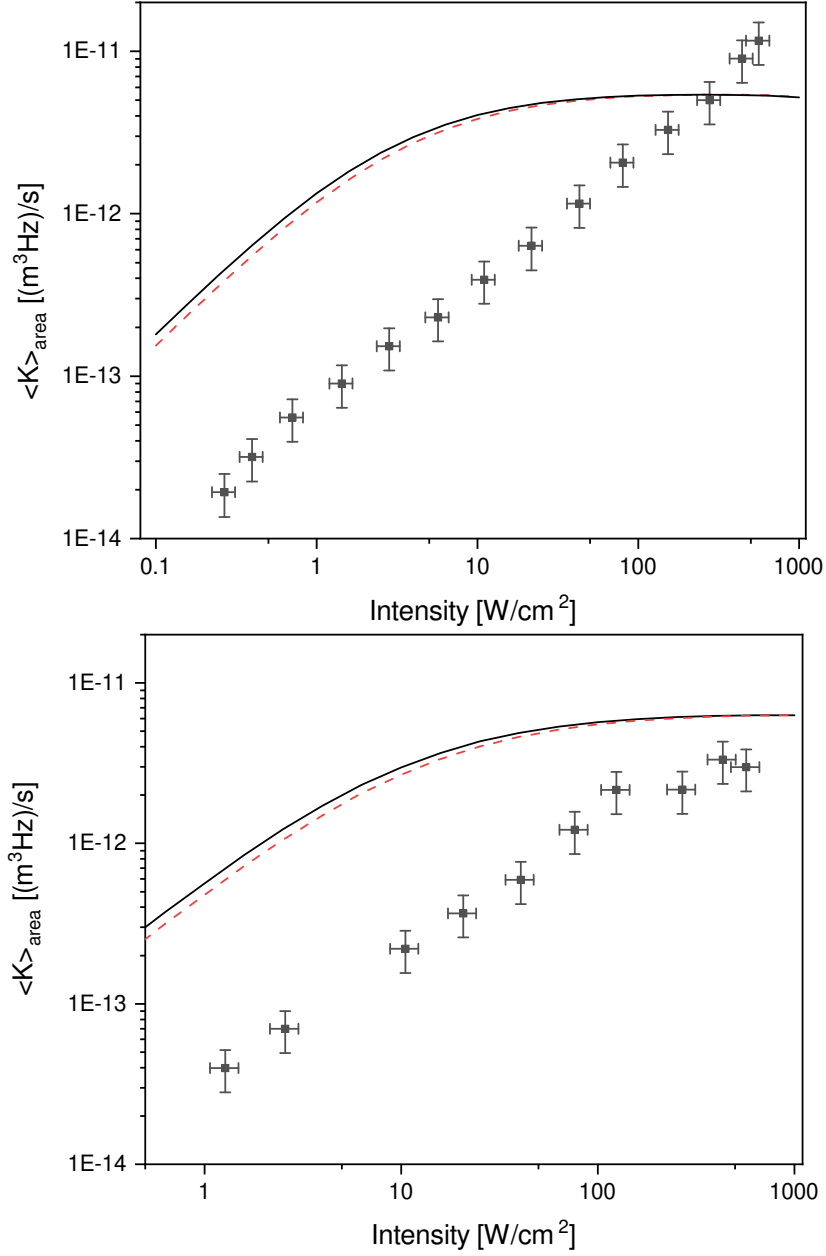 1E-11
1E-12
1E-13
1E-14
<K>area [(m³Hz)/s]
0.1 1 10 100 1000
Intensity [W/cm²]
1E-11
1E-12
1E-13
1E-14
<K>area [(m³Hz)/s]
1 10 100 1000
Intensity [W/cm²]